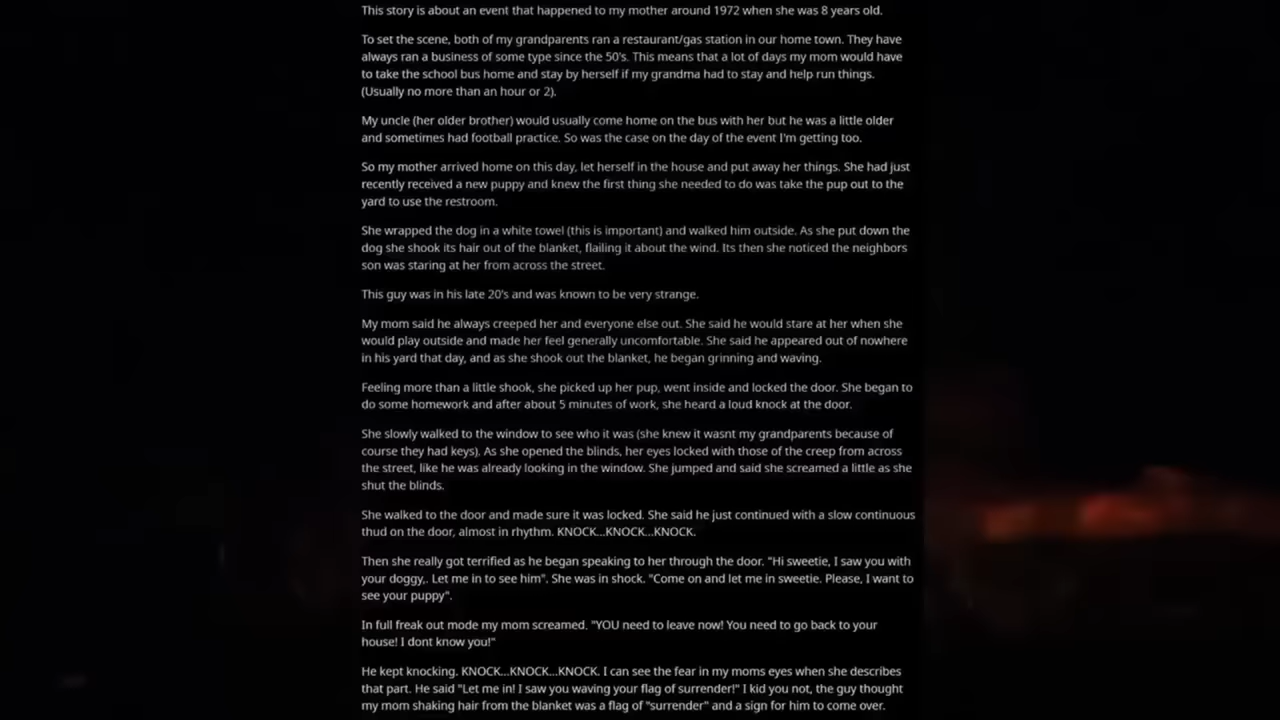 This story is about an event that happened to my mother around 1972 when she was 8 years old.
To set the scene, both of my grandparents ran a restaurant/gas station in our home town. They have
always ran a business of some type since the 50's. This means that a lot of days my mom would have
to take the school bus home and stay by herself if my grandma had to stay and help run things.
(Usually no more than an hour or 2).
My uncle (her older brother) would usually come home on the bus with her but he was a little older
and sometimes had football practice. So was the case on the day of the event I'm getting too.
So my mother arrived home on this day, let herself in the house and put away her things. She had just
recently received a new puppy and knew the first thing she needed to do was take the pup out to the
yard to use the restroom.
She wrapped the dog in a white towel (this is important) and walked him outside. As she put down the
dog she shook its hair out of the blanket, flailing it about the wind. Its then she noticed the neighbors
son was staring at her from across the street.
This guy was in his late 20's and was known to be very strange.
My mom said he always creeped her and everyone else out. She said he would stare at her when she
would play outside and made her feel generally uncomfortable. She said he appeared out of nowhere
in his yard that day, and as she shook out the blanket, he began grinning and waving.
Feeling more than a little shook, she picked up her pup, went inside and locked the door. She began to
do some homework and after about 5 minutes of work, she heard a loud knock at the door.
She slowly walked to the window to see who it was (she knew it wasnt my grandparents because of
course they had keys). As she opened the blinds, her eyes locked with those of the creep from across
the street, like he was already looking in the window. She jumped and said she screamed a little as she
shut the blinds.
She walked to the door and made sure it was locked. She said he just continued with a slow continuous
thud on the door, almost in rhythm. KNOCK...KNOCK...KNOCK.
Then she really got terrified as he began speaking to her through the door. "Hi sweetie, I saw you with
your doggy,. Let me in to see him". She was in shock. "Come on and let me in sweetie. Please, I want to
see your puppy".
In full freak out mode my mom screamed. "YOU need to leave now! You need to go back to your
house! I dont know you!"
He kept knocking. KNOCK...KNOCK...KNOCK. I can see the fear in my moms eyes when she describes
that part. He said "Let me in! I saw you waving your flag of surrender!" I kid you not, the guy thought
my mom shaking hair from the blanket was a flag of "surrender" and a sign for him to come over.